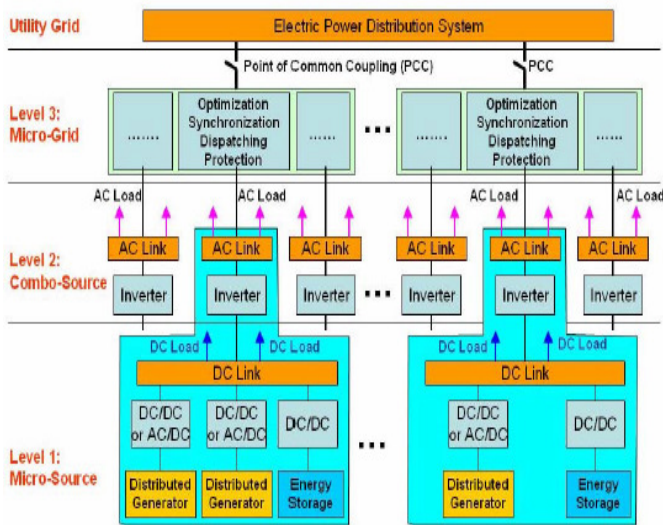 Utility Grid
Electric Power Distribution System
Point of Common Coupling (PCC)
PCC
Level 3:
Micro-Grid
.......
Optimization
Synchronization
Dispatching
Protection
......
......
Optimization
Synchronization
Dispatching
Protection
......
AC Load
AC Load
AC Load
AC Load
Level 2:
Combo-Source
AC Link
AC Link
AC Link
AC Link
AC Link
AC Link
Inverter
Inverter
Inverter
Inverter
Inverter
Inverter
DC Load
DC Load
DC Load
DC Load
DC Link
DC Link
Level 1:
Micro-Source
DC/DC
or AC/DC
DC/DC
or AC/DC
DC/DC
DC/DC
or AC/DC
DC/DC
Distributed
Generator
Distributed
Generator
Energy
Storage
Distributed
Generator
Energy
Storage